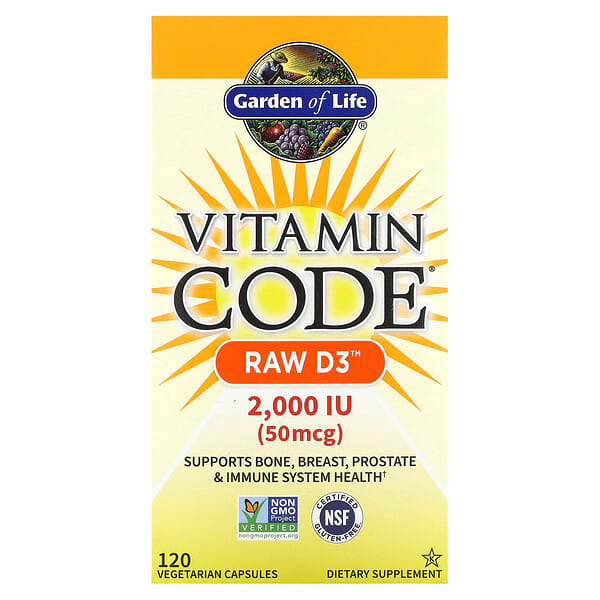 Garden of Life®
VITAMIN
CODE®
RAW D3™
2,000 IU
(50mcg)
SUPPORTS BONE, BREAST, PROSTATE
& IMMUNE SYSTEM HEALTH†
NON
GMO
Project
VERIFIED
nongmoproject.org
CERTIFIED
NSF
GLUTEN-FREE
120
VEGETARIAN CAPSULES
K
DIETARY SUPPLEMENT